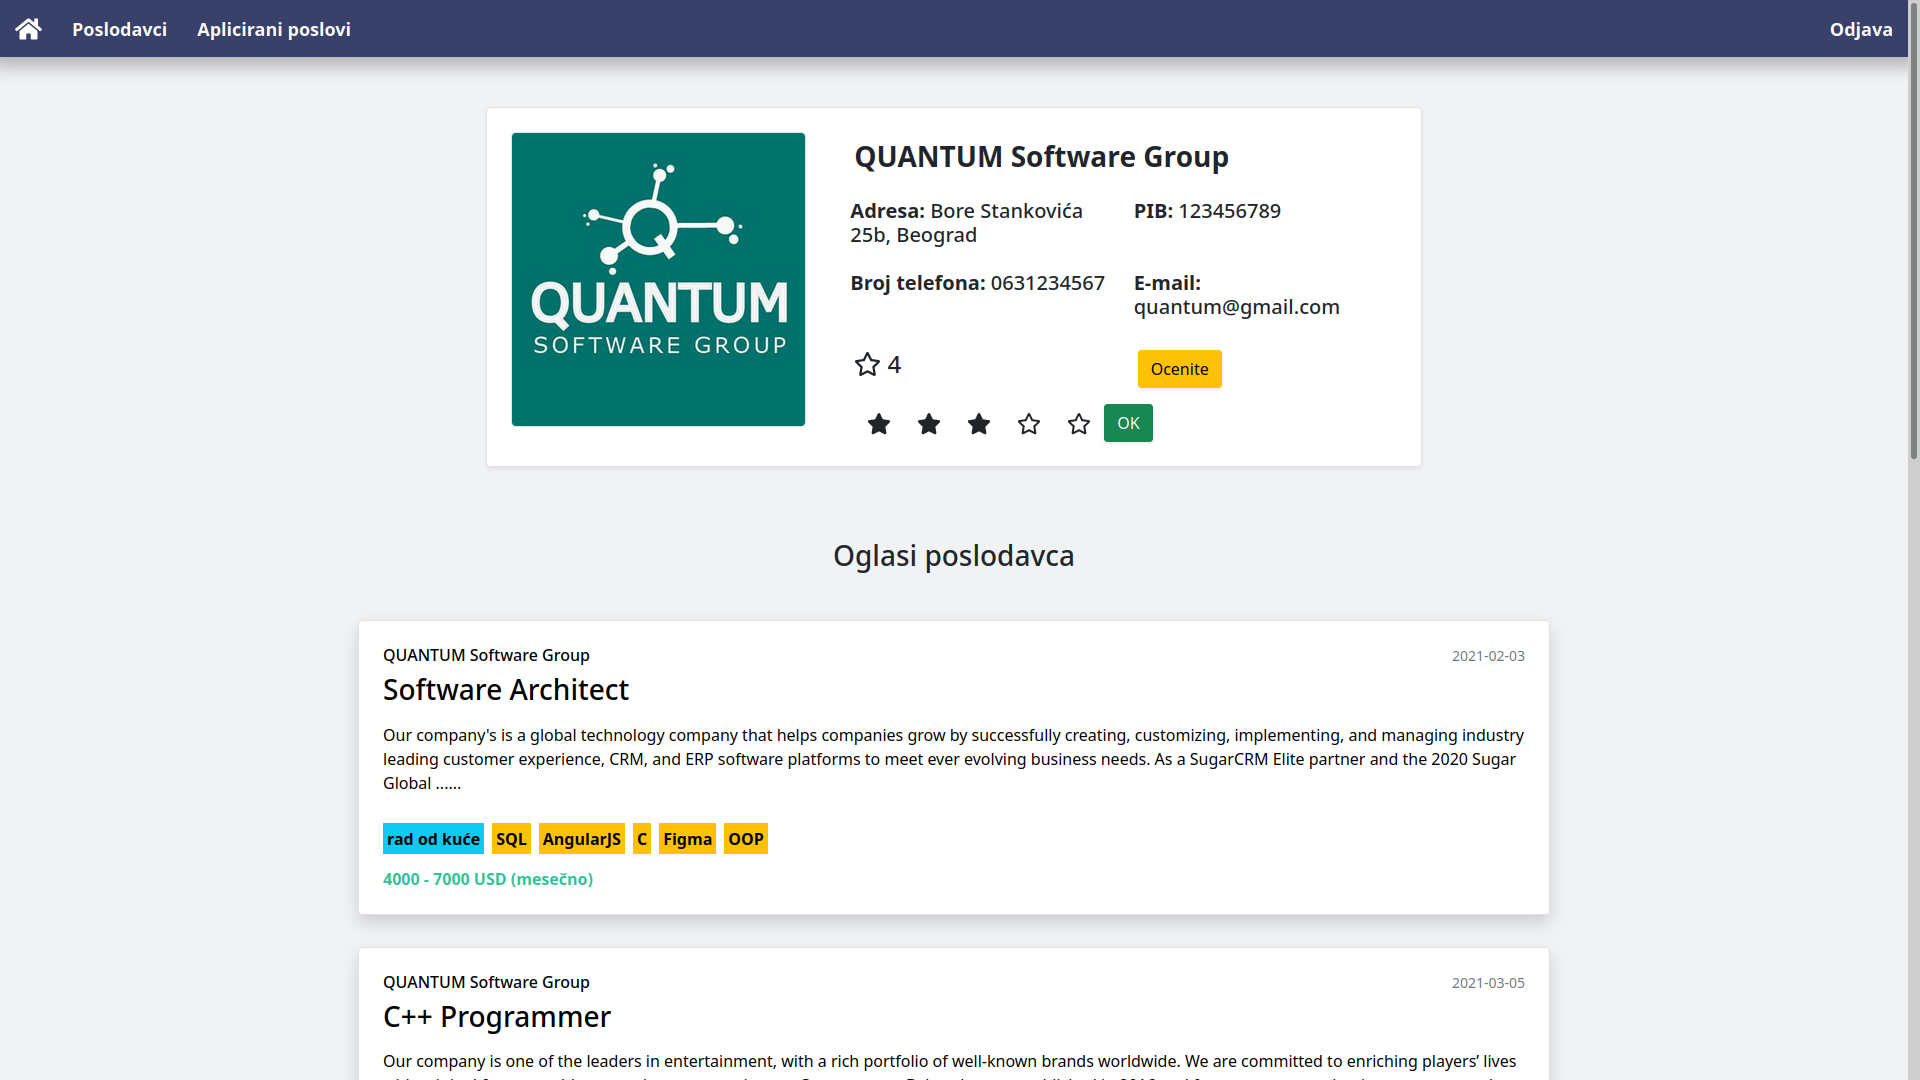 Poslodavci Aplicirani poslovi Odjava
QUANTUM
SOFTWARE GROUP
QUANTUM Software Group
Adresa: Bore Stankovića
25b, Beograd
PIB: 123456789
Broj telefona: 0631234567
E-mail:
quantum@gmail.com
4
Ocenite
OK
Oglasi poslodavca
QUANTUM Software Group 2021-02-03
Software Architect
Our company's is a global technology company that helps companies grow by successfully creating, customizing, implementing, and managing industry
leading customer experience, CRM, and ERP software platforms to meet ever evolving business needs. As a SugarCRM Elite partner and the 2020 Sugar
Global ......
rad od kuće SQL AngularJS C Figma OOP
4000 - 7000 USD (mesečno)
QUANTUM Software Group 2021-03-05
C++ Programmer
Our company is one of the leaders in entertainment, with a rich portfolio of well-known brands worldwide. We are committed to enriching players’ lives